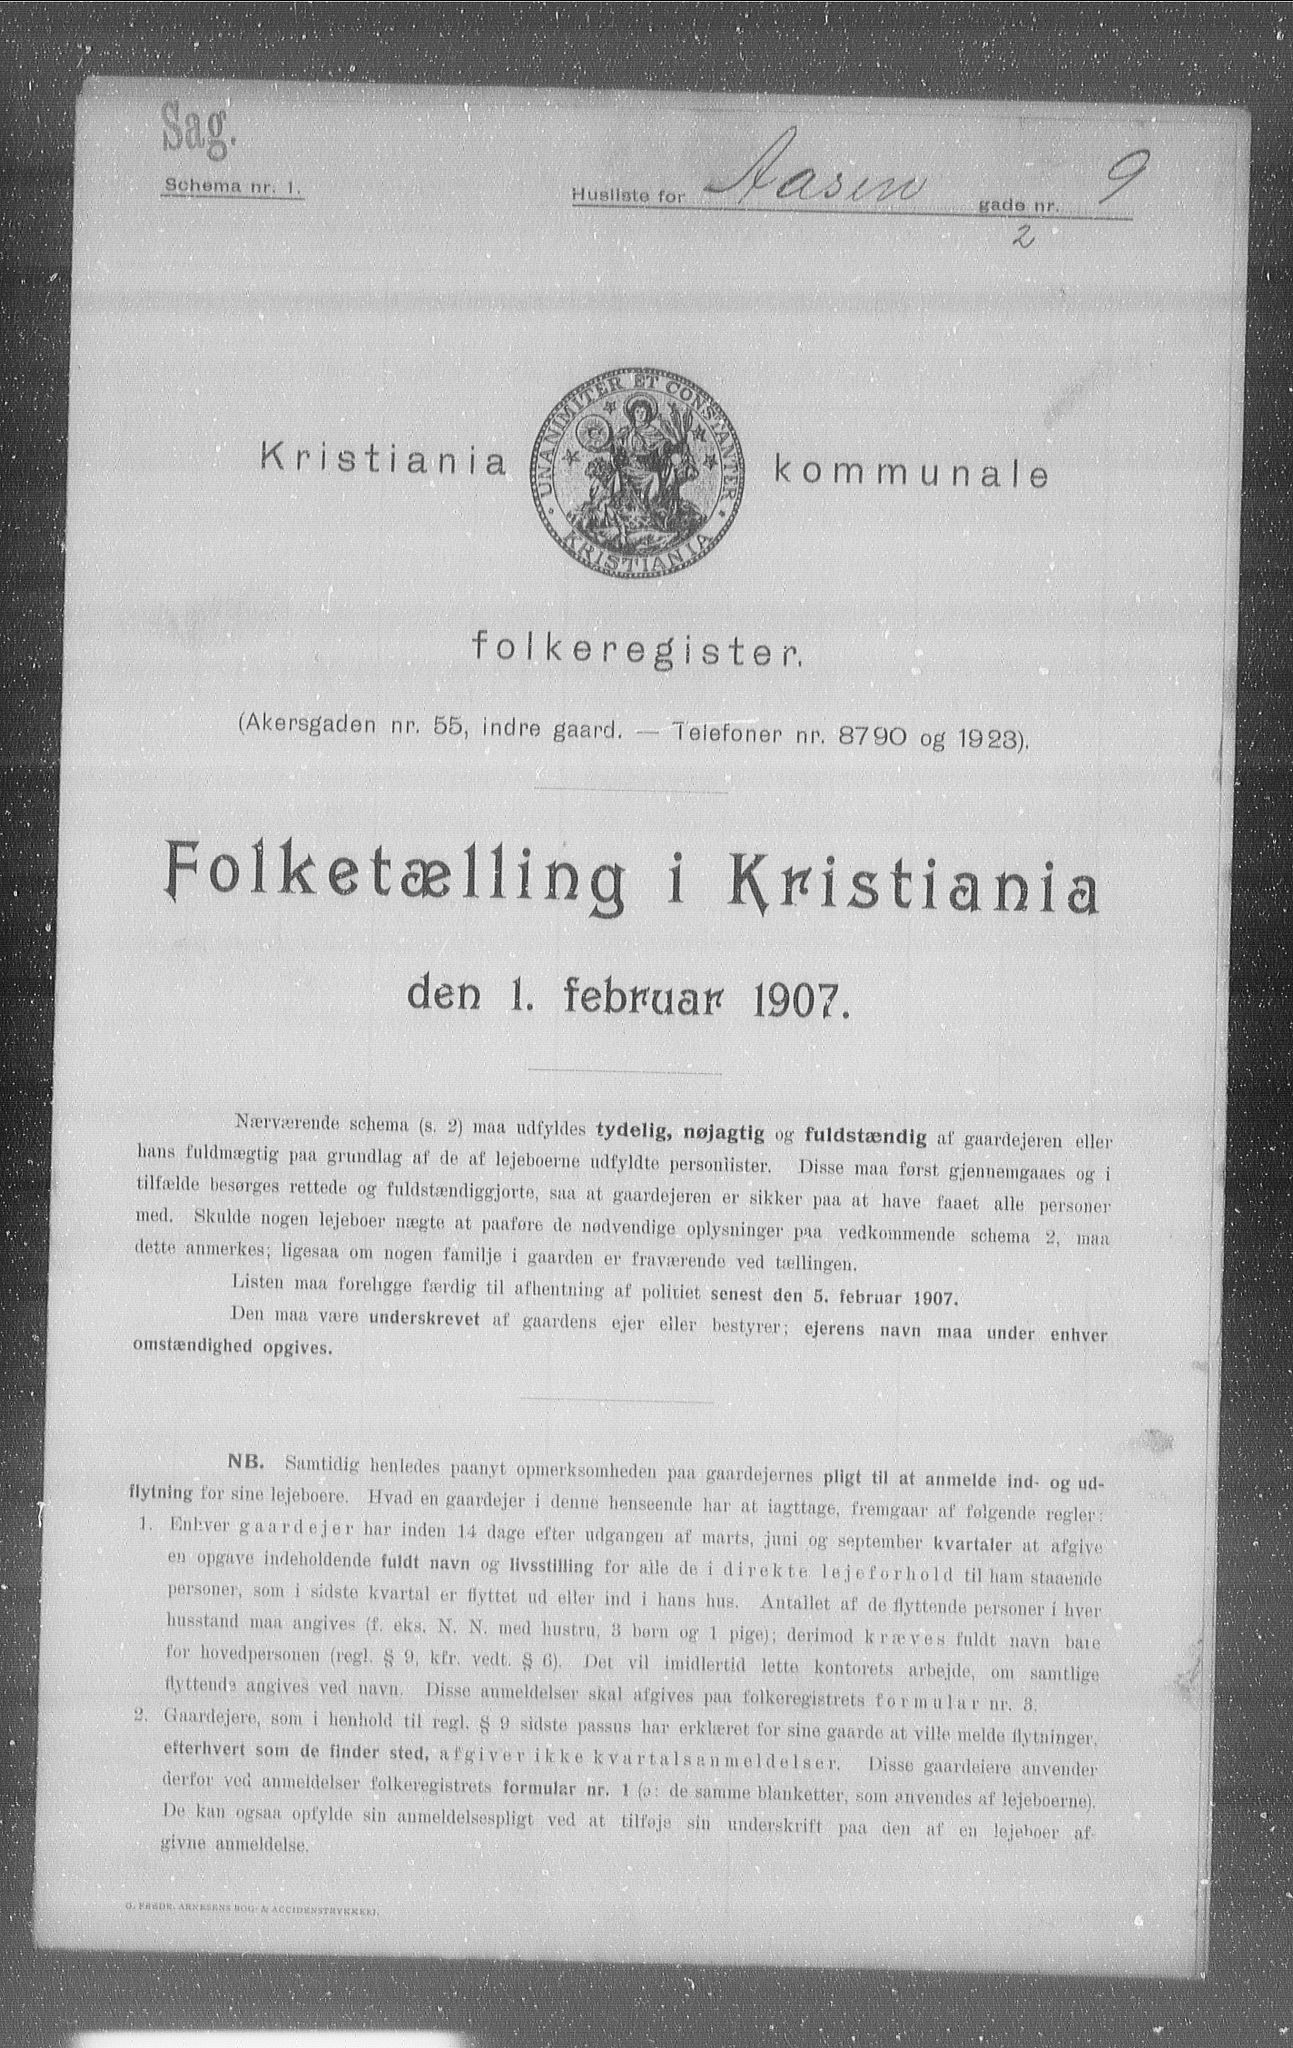 Sag.
Schema nr. 1.
Husliste for Aasen gade nr. 9
2
UNANIMITER ET CONSTANTER
KRISTIANIA
Kristiania kommunale
folkeregister.
(Akersgaden nr. 55, indre gaard. — Telefoner nr. 8790 og 1923).
Folketælling i Kristiania
den 1. februar 1907.
Nærværende schema (s. 2) maa udfyldes tydelig, nøjagtig og fuldstændig af gaardejeren eller
hans fuldmægtig paa grundlag af de af lejeboerne udfyldte personlister. Disse maa først gjennemgaaes og i
tilfælde besørges rettede og fuldstændiggjorte, saa at gaardejeren er sikker paa at have faaet alle personer
med. Skulde nogen lejeboer nægte at paaføre de nødvendige oplysninger paa vedkommende schema 2, maa
dette anmerkes; ligesaa om nogen familje i gaarden er fraværende ved tællingen.
Listen maa foreligge færdig til afhentning af politiet senest den 5. februar 1907.
Den maa være underskrevet af gaardens ejer eller bestyrer; ejerens navn maa under enhver
omstændighed opgives.
NB. Samtidig henledes paanyt opmerksomheden paa gaardejernes pligt til at anmelde ind- og ud-
flytning for sine lejeboere. Hvad en gaardejer i denne henseende har at iagttage, fremgaar af følgende regler:
1. Enhver gaardejer har inden 14 dage efter udgangen af marts, juni og september kvartaler at afgive
en opgave indeholdende fuldt navn og livsstilling for alle de i direkte lejeforhold til ham staaende
personer, som i sidste kvartal er flyttet ud eller ind i hans hus. Antallet af de flyttende personer i hver
husstand maa angives (f. eks. N. N. med hustru, 3 børn og 1 pige); derimod kræves fuldt navn bare
for hovedpersonen (regl. § 9, kfr. vedt. § 6). Det vil imidlertid lette kontorets arbejde, om samtlige
flyttende angives ved navn. Disse anmeldelser skal afgives paa folkeregistrets formular nr. 3.
2. Gaardejere, som i henhold til regl. § 9 sidste passus har erklæret for sine gaarde at ville melde flytninger,
efterhvert som de finder sted, afgiver ikke kvartalsanmeldelser. Disse gaardeiere anvender
derfor ved anmeldelser folkeregistrets formular nr. 1 (ɔ: de samme blanketter, som anvendes af lejeboerne).
De kan ogsaa opfylde sin anmeldelsespligt ved at tilføje sin underskrift paa den af en lejeboer af-
givne anmeldelse.
O. FREDR. ARNESENS BOG- & ACCIDENSTRYKKERI.